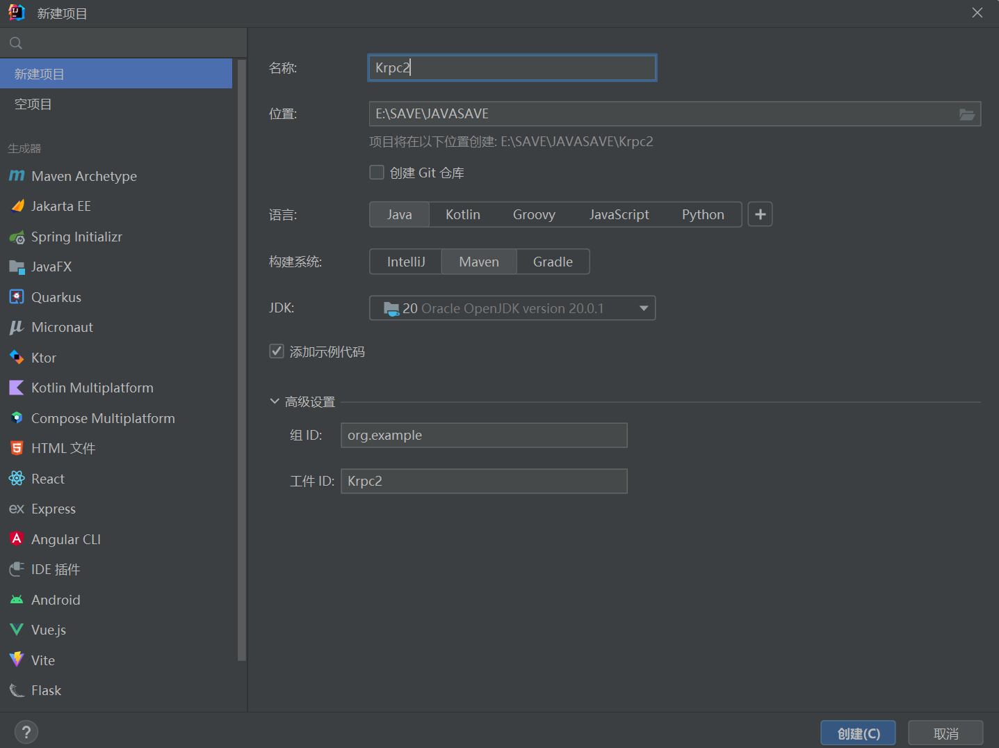 新建项目
新建项目
空项目
生成器
Maven Archetype
Jakarta EE
Spring Initializr
JavaFX
Quarkus
Micronaut
Ktor
Kotlin Multiplatform
Compose Multiplatform
HTML 文件
React
ex Express
Angular CLI
IDE 插件
Android
Vue.js
Vite
Flask
名称: Krpc2
位置: E:\SAVE\JAVASAVE
项目将在以下位置创建: E:\SAVE\JAVASAVE\Krpc2
创建 Git 仓库
语言: Java Kotlin Groovy JavaScript Python +
构建系统: IntelliJ Maven Gradle
JDK: 20 Oracle OpenJDK version 20.0.1
添加示例代码
高级设置
组 ID: org.example
工件 ID: Krpc2
? 创建(C) 取消